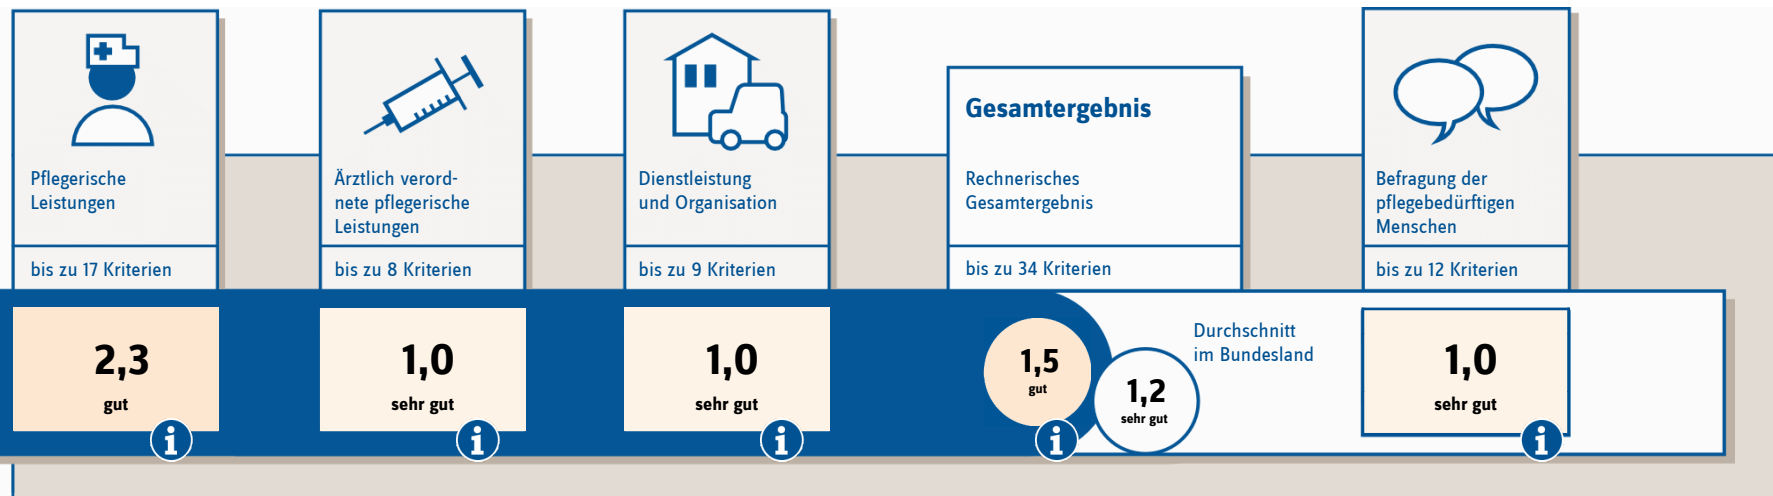 Pflegerische
Leistungen
bis zu 17 Kriterien
2,3
gut
i
Ärztlich verord-
nete pflegerische
Leistungen
bis zu 8 Kriterien
1,0
sehr gut
i
Dienstleistung
und Organisation
bis zu 9 Kriterien
1,0
sehr gut
i
Gesamtergebnis
Rechnerisches
Gesamtergebnis
bis zu 34 Kriterien
1,5
gut
i
Durchschnitt
im Bundesland
1,2
sehr gut
Befragung der
pflegebedürftigen
Menschen
bis zu 12 Kriterien
1,0
sehr gut
i